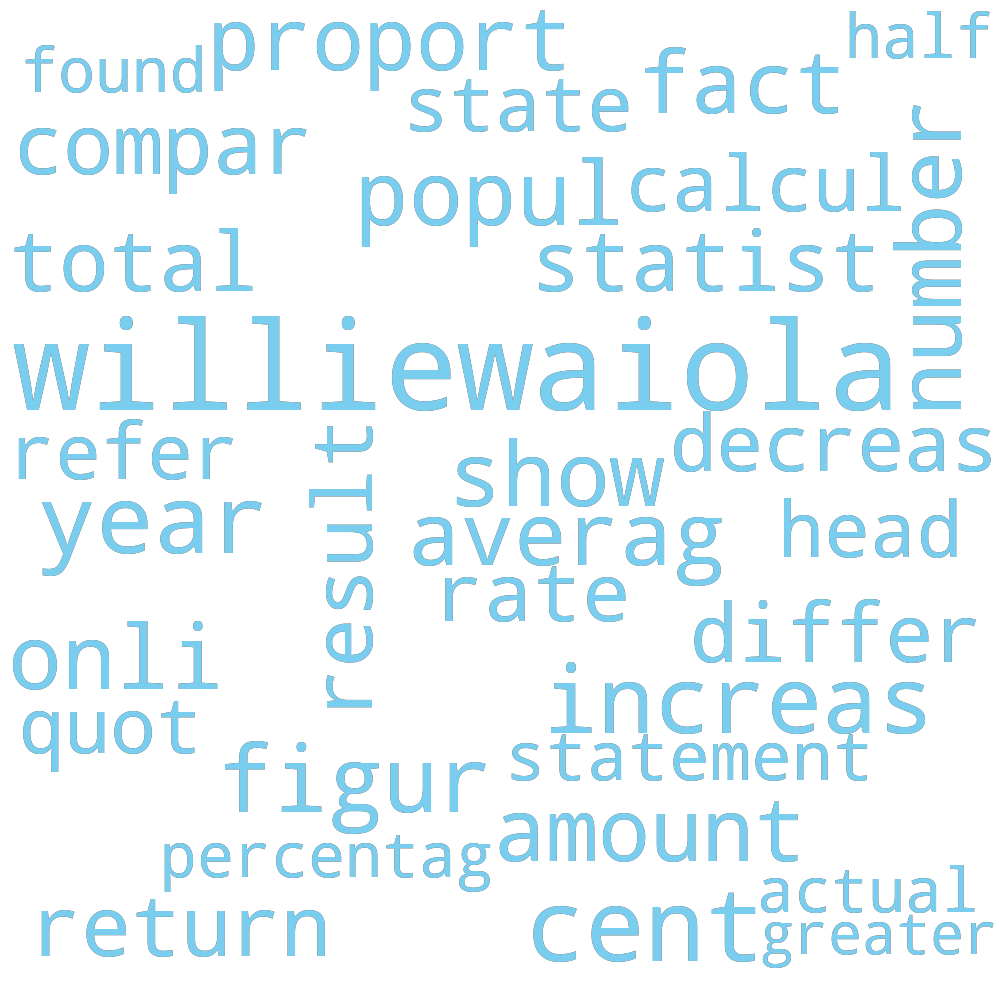 proport
half
found
fact
state
compar
number
popul
calcul
total
statist
williewaiola
refer
decreas
result
show
year
averag
head
rate
differ
onli
increas
quot
statement
figur
amount
percentag
actual
return
cent
greater